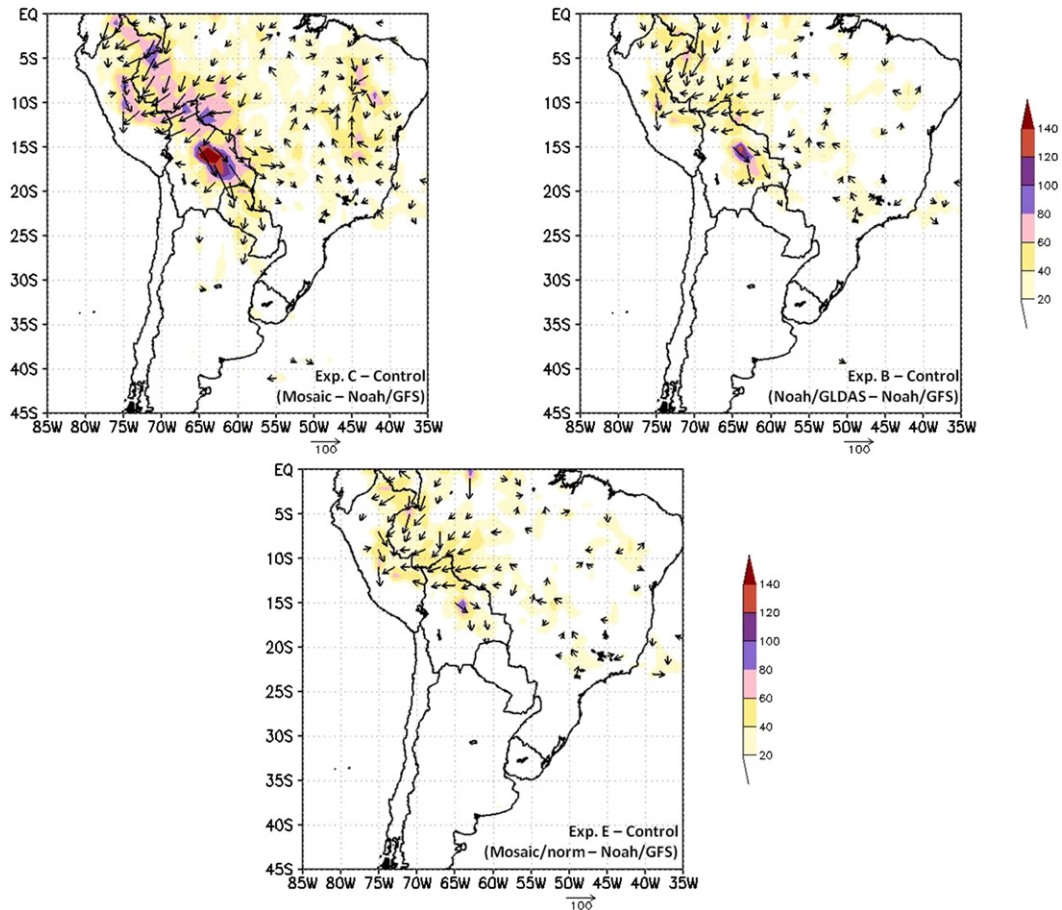 EQ
5S
10S
15S
20S
25S
30S
35S
40S
45S
Exp. C – Control
(Mosaic – Noah/GFS)
20
85W 80W 75W 70W 65W 60W 55W 50W 45W 40W 35W
100
EQ
5S
10S
15S
20S
25S
30S
35S
40S
45S
Exp. B – Control
(Noah/GLDAS – Noah/GFS)
20
85W 80W 75W 70W 65W 60W 55W 50W 45W 40W 35W
100
140
120
100
80
60
40
20
EQ
5S
10S
15S
20S
25S
30S
35S
40S
45S
Exp. E – Control
(Mosaic/norm – Noah/GFS)
85W 80W 75W 70W 65W 60W 55W 50W 45W 40W 35W
100
140
120
100
80
60
40
20